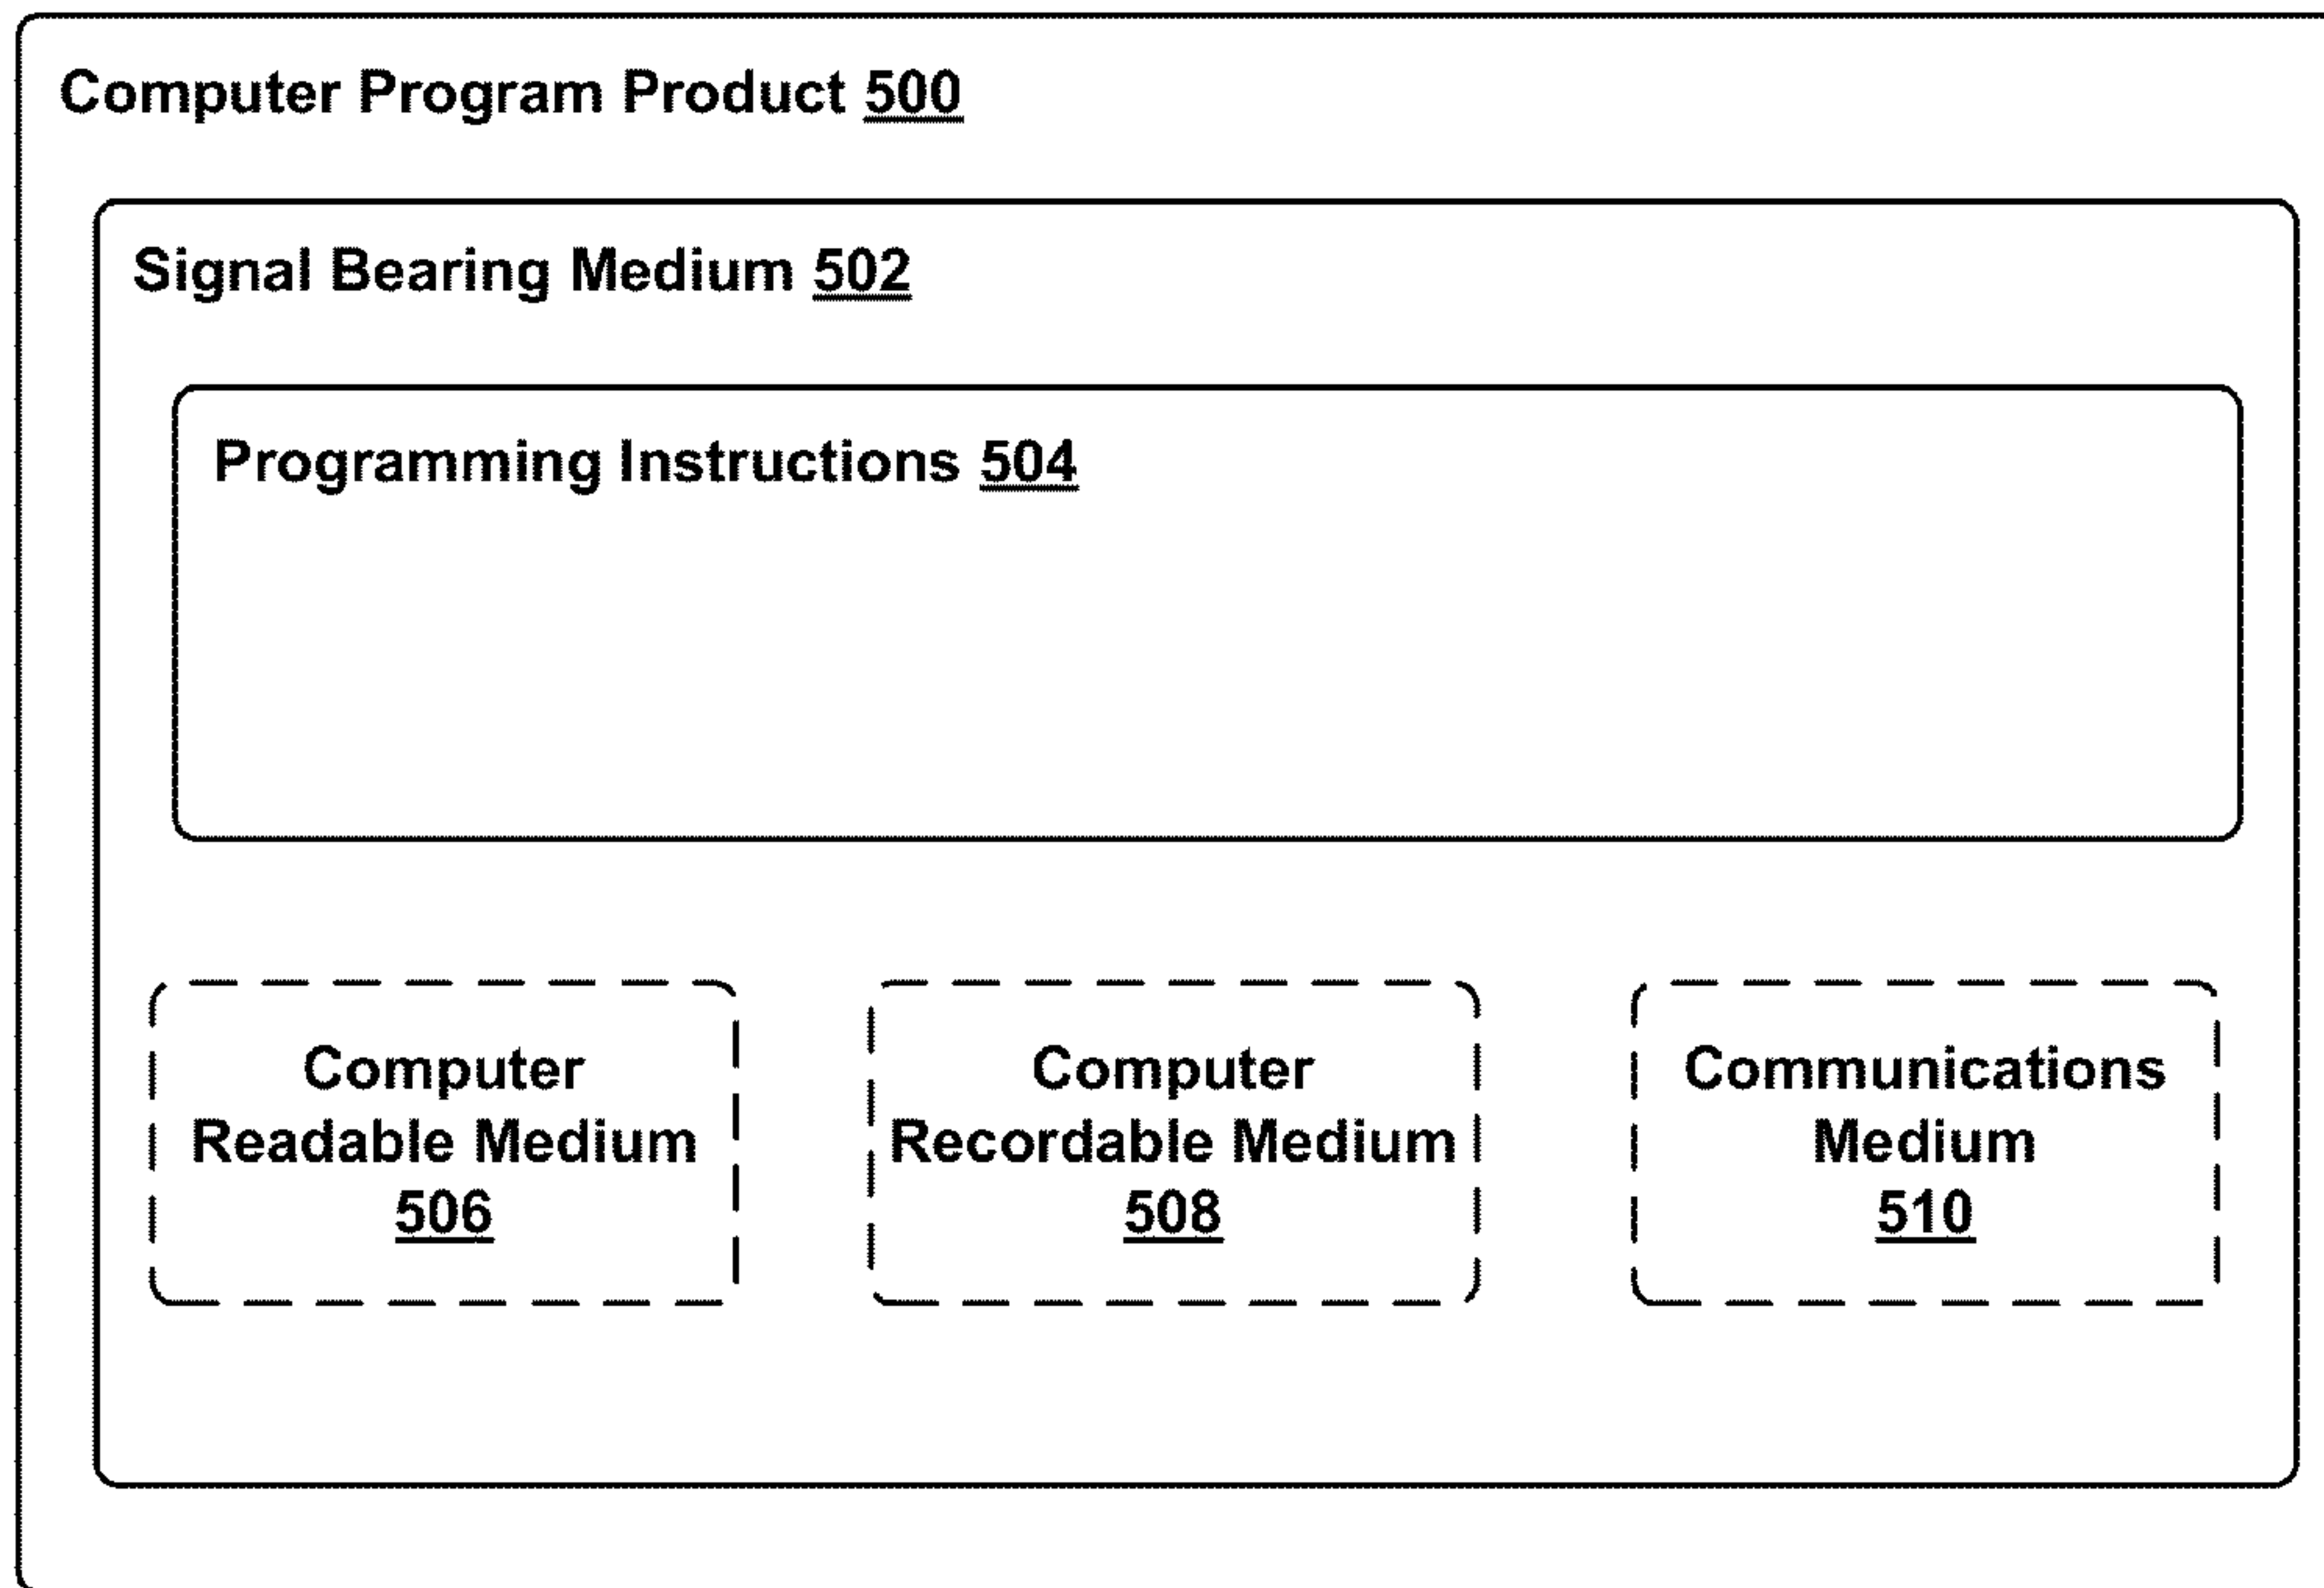 Computer Program Product 500
Signal Bearing Medium 502
Programming Instructions 504
Computer
Readable Medium
506
Computer
Recordable Medium
508
Communications
Medium
510